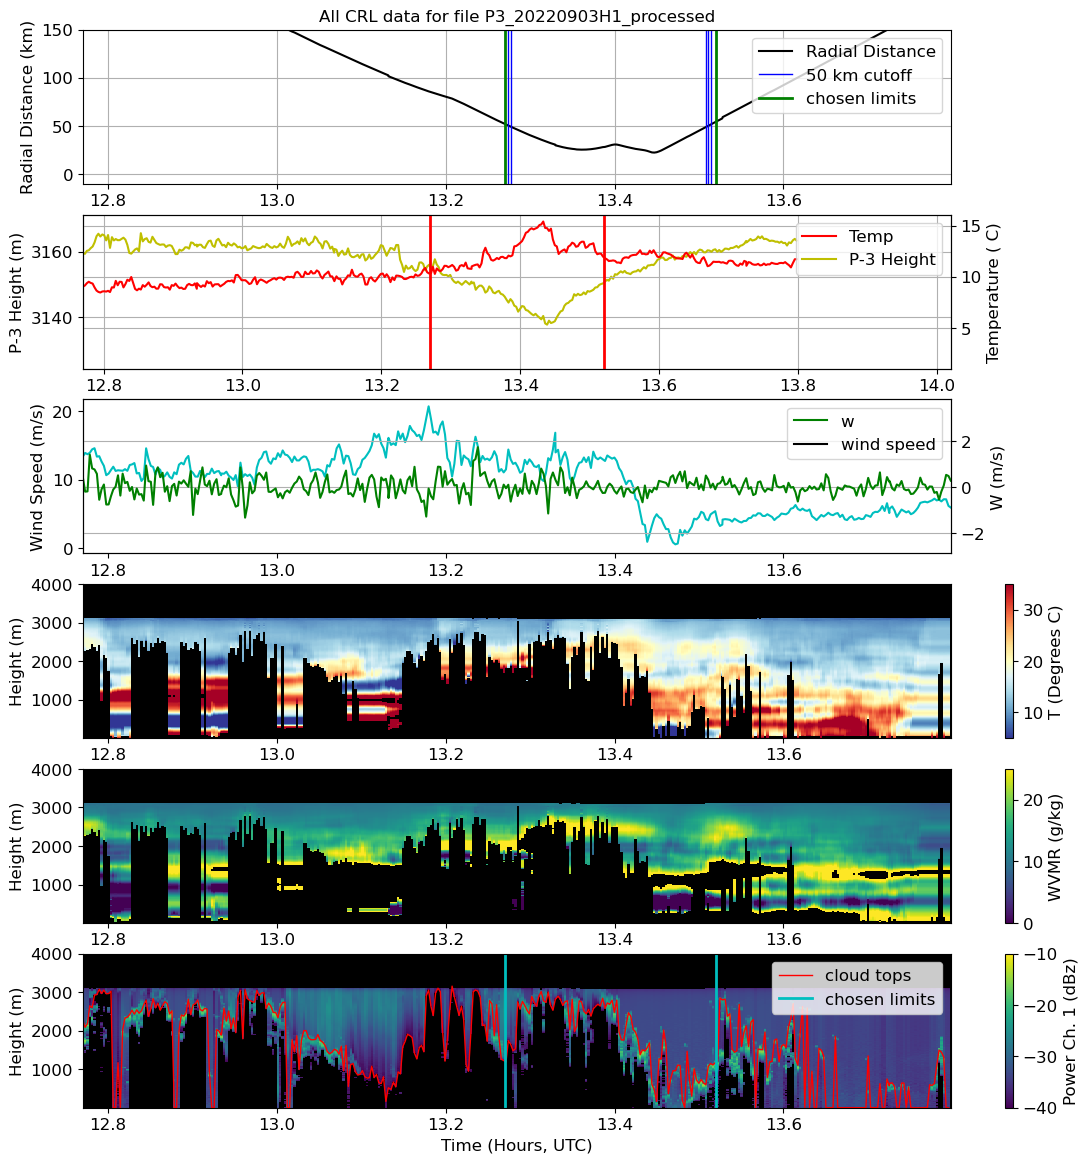 All CRL data for file P3_20220903H1_processed
Radial Distance (km)
150
100
50
0
Radial Distance
50 km cutoff
chosen limits
12.8 13.0 13.2 13.4 13.6
P-3 Height (m)
3160
3140
Temp
P-3 Height
15
10
5
Temperature ( C)
12.8 13.0 13.2 13.4 13.6 13.8 14.0
Wind Speed (m/s)
20
10
0
w
wind speed
2
0
−2
W (m/s)
12.8 13.0 13.2 13.4 13.6
Height (m)
4000
3000
2000
1000
30
20
10
T (Degrees C)
12.8 13.0 13.2 13.4 13.6
Height (m)
4000
3000
2000
1000
20
10
0
WVMR (g/kg)
12.8 13.0 13.2 13.4 13.6
Height (m)
4000
3000
2000
1000
cloud tops
chosen limits
−10
−20
−30
−40
Power Ch. 1 (dBz)
12.8 13.0 13.2 13.4 13.6
Time (Hours, UTC)